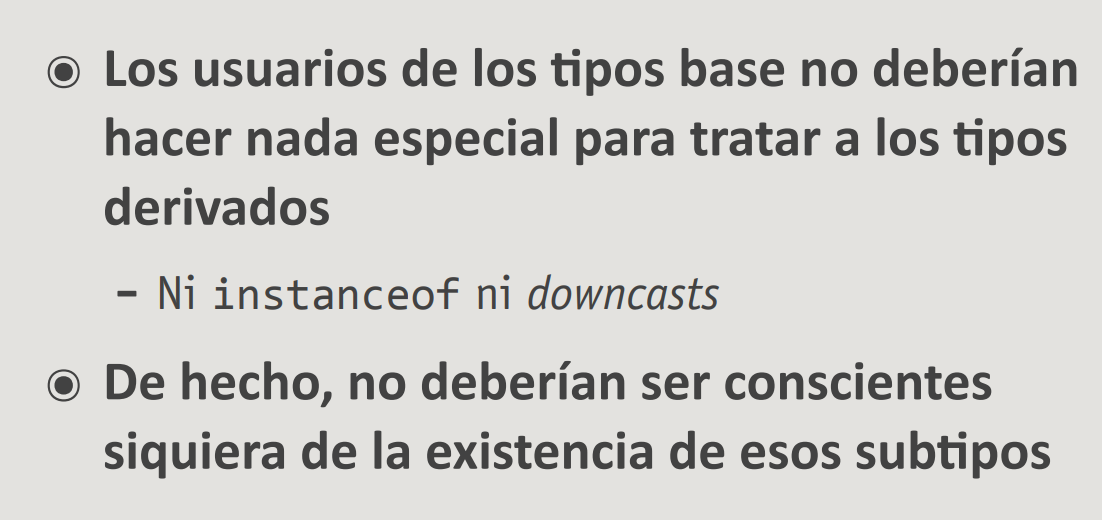 ◉ Los usuarios de los tipos base no deberían
hacer nada especial para tratar a los tipos
derivados
– Ni instanceof ni downcasts
◉ De hecho, no deberían ser conscientes
siquiera de la existencia de esos subtipos